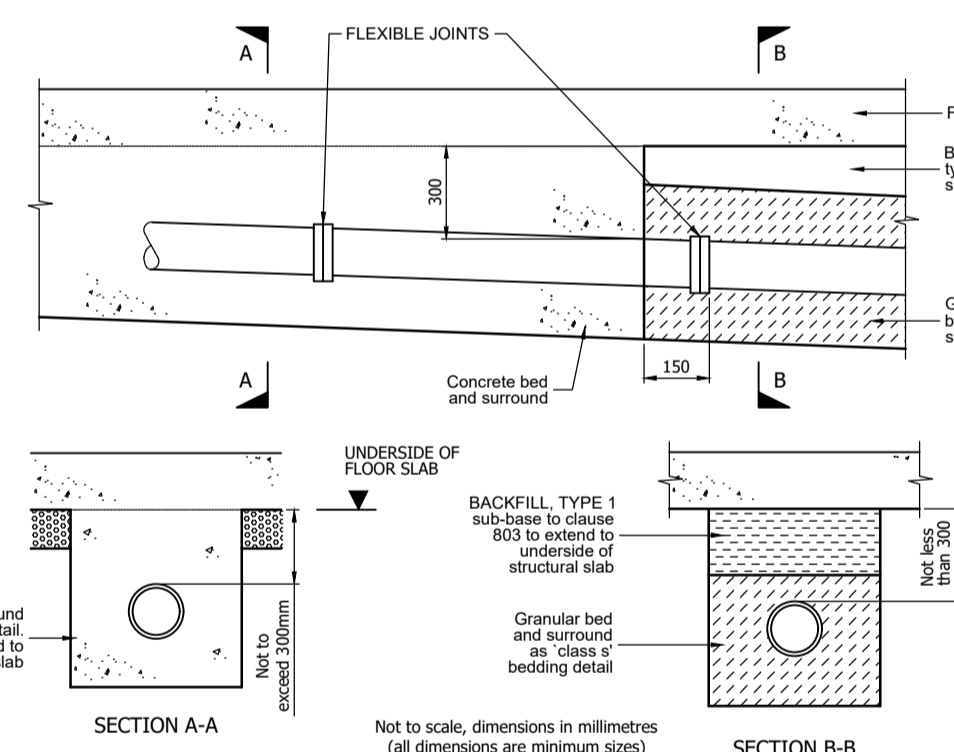 FLEXIBLE JOINTS
A
B
300
150
A
B
Concrete bed
and surround
UNDERSIDE OF
FLOOR SLAB
BACKFILL, TYPE 1
sub-base to clause
803 to extend to
underside of
structural slab
Granular bed
and surround
as `class s'
bedding detail
Not to
exceed 300mm
Not less
than 300
SECTION A-A
Not to scale, dimensions in millimetres
(all dimensions are minimum sizes)
SECTION B-B